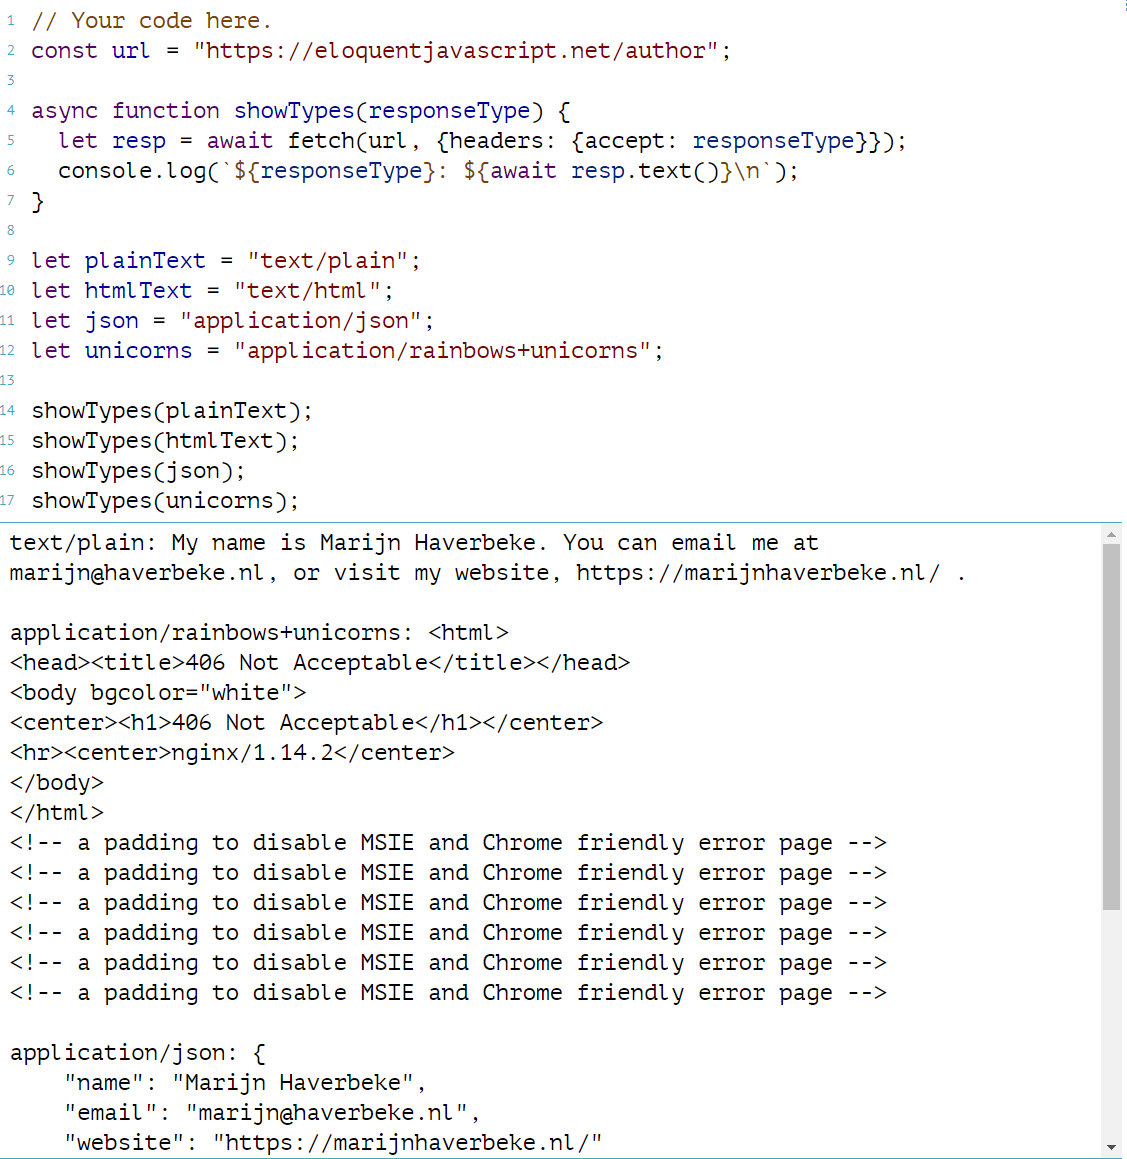 1 // Your code here.
2 const url = "https://eloquentjavascript.net/author";
3
4 async function showTypes(responseType) {
5   let resp = await fetch(url, {headers: {accept: responseType}});
6   console.log(`${responseType}: ${await resp.text()}\n`);
7 }
8
9 let plainText = "text/plain";
10 let htmlText = "text/html";
11 let json = "application/json";
12 let unicorns = "application/rainbows+unicorns";
13
14 showTypes(plainText);
15 showTypes(htmlText);
16 showTypes(json);
17 showTypes(unicorns);
text/plain: My name is Marijn Haverbeke. You can email me at
marijn@haverbeke.nl, or visit my website, https://marijnhaverbeke.nl/ .

application/rainbows+unicorns: <html>
<head><title>406 Not Acceptable</title></head>
<body bgcolor="white">
<center><h1>406 Not Acceptable</h1></center>
<hr><center>nginx/1.14.2</center>
</body>
</html>
<!-- a padding to disable MSIE and Chrome friendly error page -->
<!-- a padding to disable MSIE and Chrome friendly error page -->
<!-- a padding to disable MSIE and Chrome friendly error page -->
<!-- a padding to disable MSIE and Chrome friendly error page -->
<!-- a padding to disable MSIE and Chrome friendly error page -->
<!-- a padding to disable MSIE and Chrome friendly error page -->

application/json: {
    "name": "Marijn Haverbeke",
    "email": "marijn@haverbeke.nl",
    "website": "https://marijnhaverbeke.nl/"